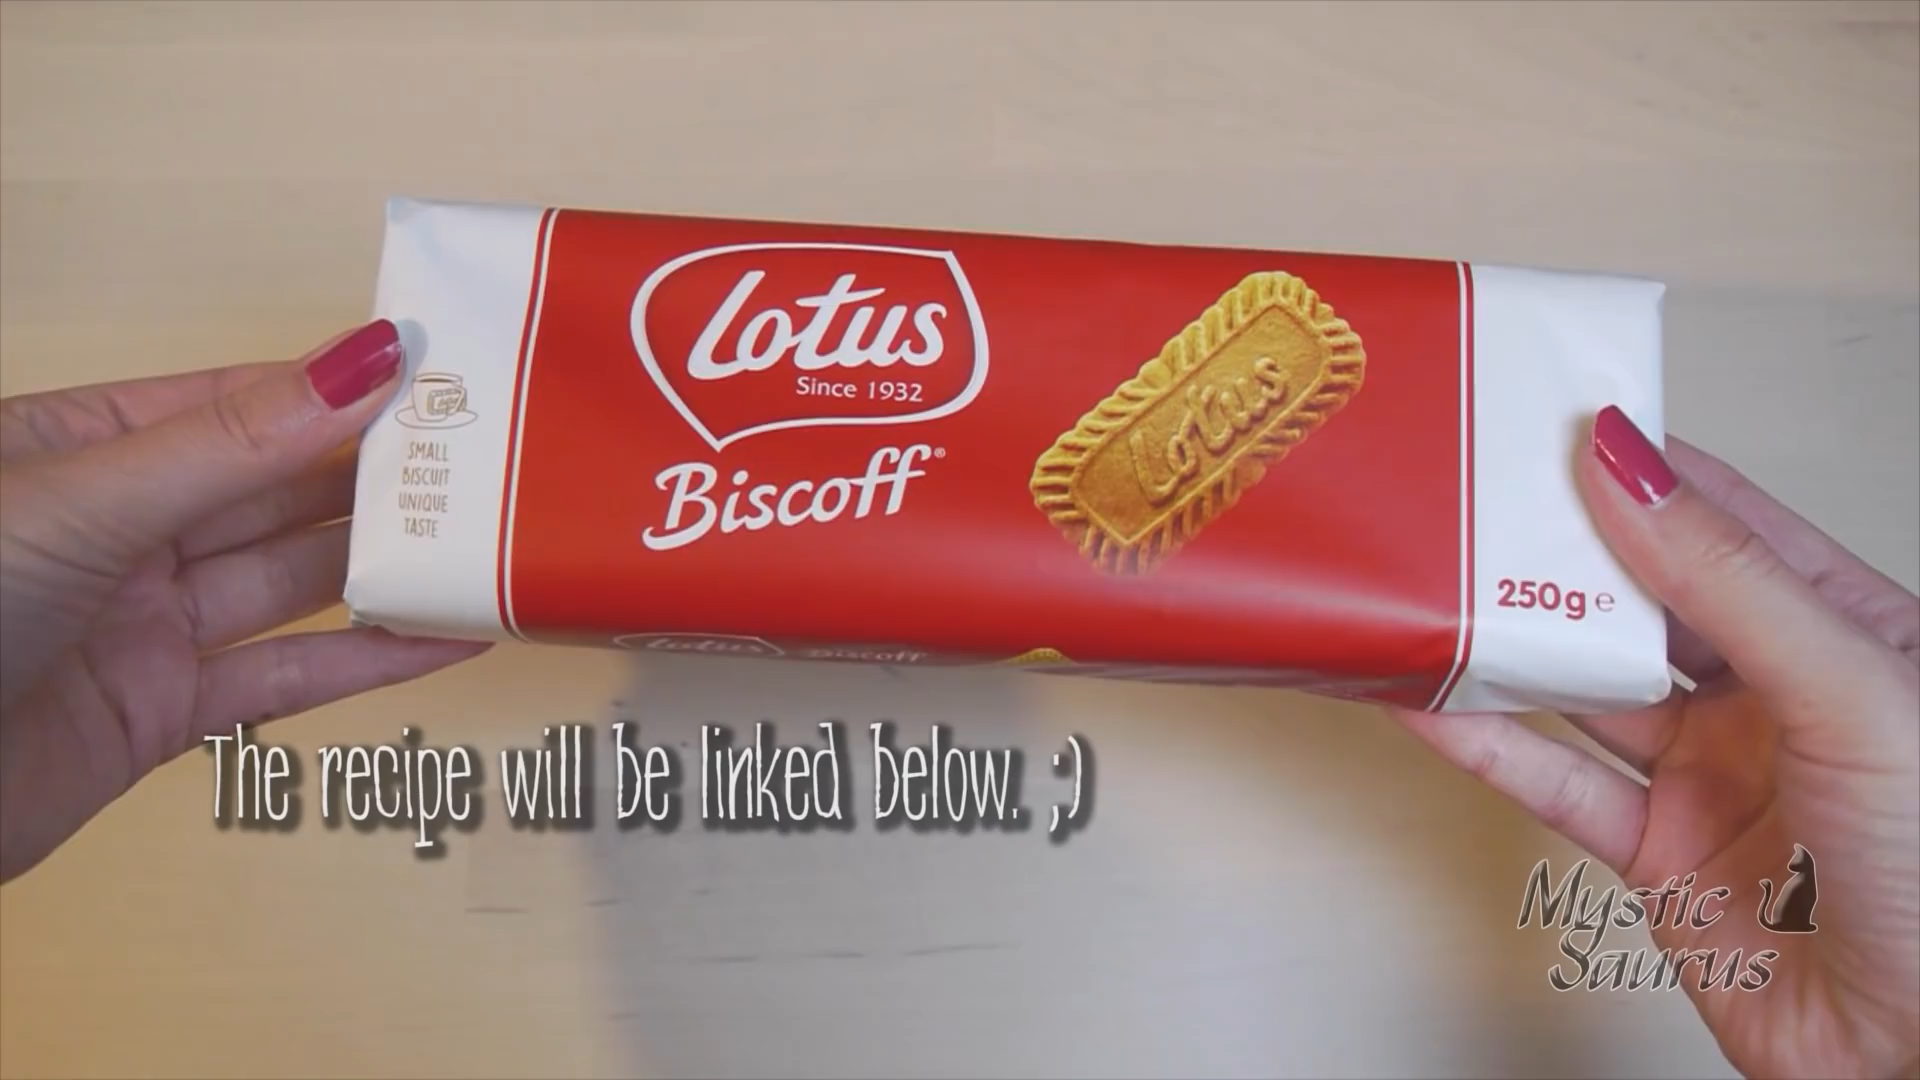 Lotus
Since 1932
Biscoff®
Lotus
SMALL
BISCUIT
UNIQUE
TASTE
250g e
Lotus Biscoff
The recipe will be linked below. ;)
Mystic
Saurus